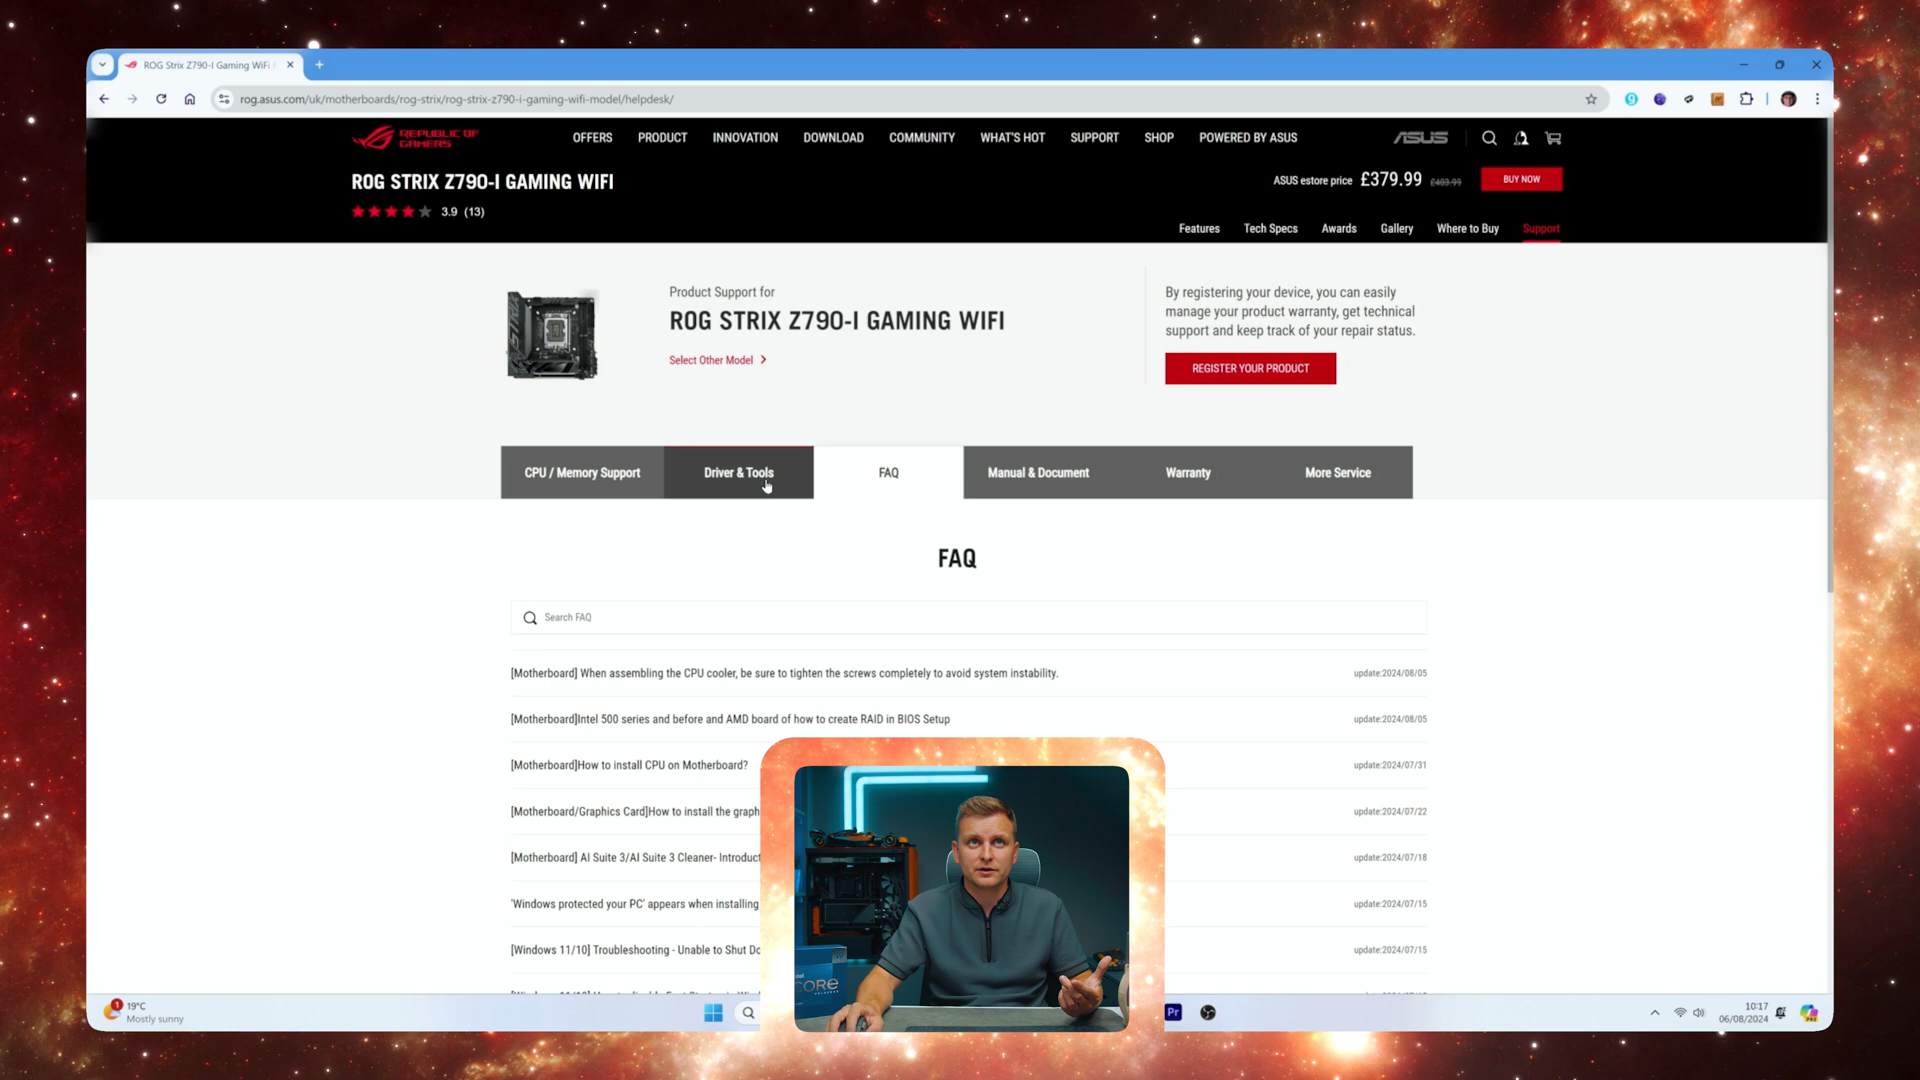 ROG Strix Z790-I Gaming WiFi
rog.asus.com/uk/motherboards/rog-strix/rog-strix-z790-i-gaming-wifi-model/helpdesk/
REPUBLIC OF
GAMERS
OFFERS PRODUCT INNOVATION DOWNLOAD COMMUNITY WHAT'S HOT SUPPORT SHOP POWERED BY ASUS
ASUS
ROG STRIX Z790-I GAMING WIFI
ASUS estore price £379.99 £403.99
BUY NOW
3.9 (13)
Features Tech Specs Awards Gallery Where to Buy Support
Product Support for
ROG STRIX Z790-I GAMING WIFI
Select Other Model
By registering your device, you can easily
manage your product warranty, get technical
support and keep track of your repair status.
REGISTER YOUR PRODUCT
CPU / Memory Support Driver & Tools FAQ Manual & Document Warranty More Service
FAQ
Search FAQ
[Motherboard] When assembling the CPU cooler, be sure to tighten the screws completely to avoid system instability. update:2024/08/05
[Motherboard]Intel 500 series and before and AMD board of how to create RAID in BIOS Setup update:2024/08/05
[Motherboard]How to install CPU on Motherboard? update:2024/07/31
[Motherboard/Graphics Card]How to install the graph update:2024/07/22
[Motherboard] AI Suite 3/AI Suite 3 Cleaner- Introduct update:2024/07/18
'Windows protected your PC' appears when installing update:2024/07/15
[Windows 11/10] Troubleshooting - Unable to Shut Do update:2024/07/15
CORE
1
19°C
Mostly sunny
Pr
10:17
06/08/2024